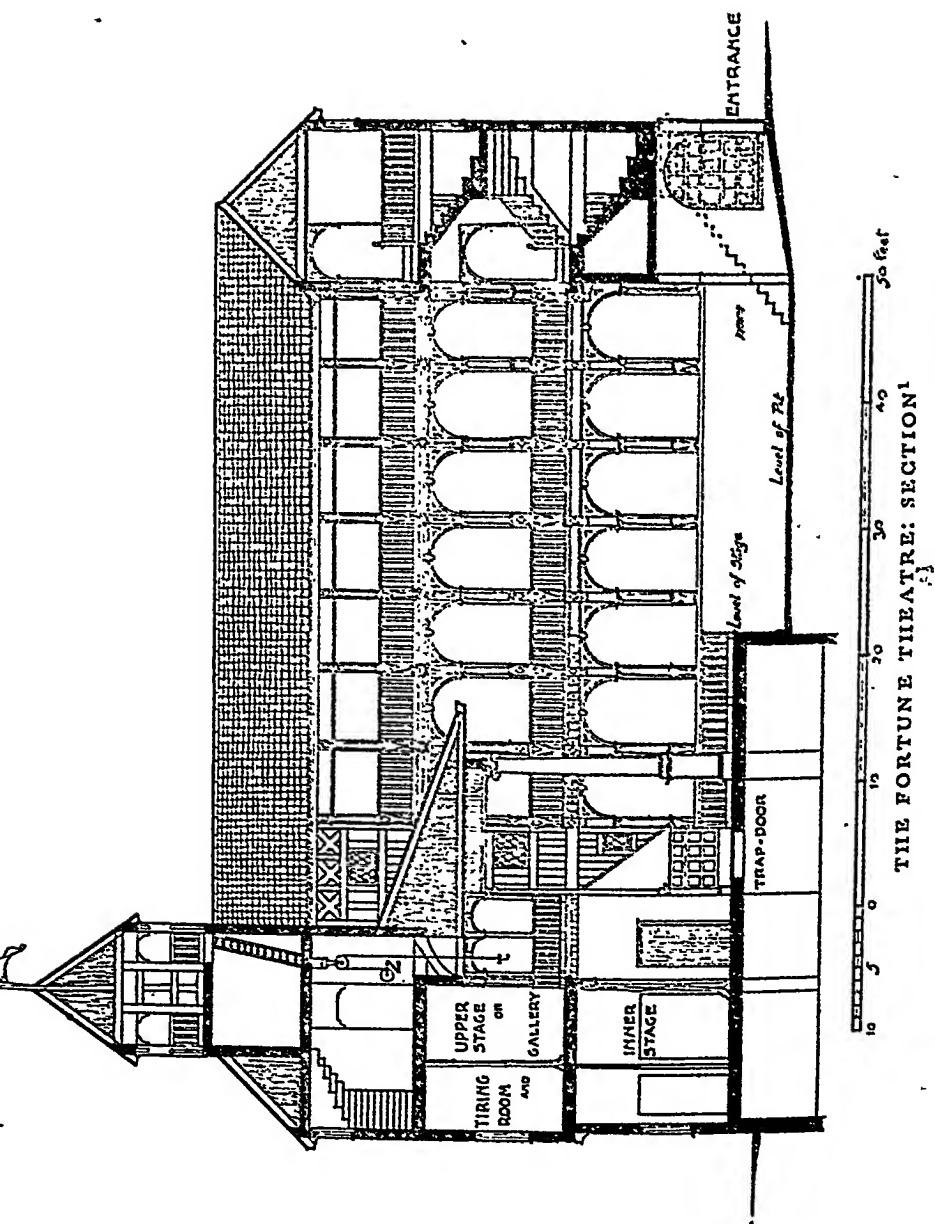 TIRING
ROOM AND
UPPER
STAGE OR
GALLERY
INNER
STAGE
TRAP-DOOR
Level of Stage
Level of Pit
DOOR
ENTRANCE
10 5 0 10 20 30 40 50 Feet
THE FORTUNE THEATRE: SECTION¹